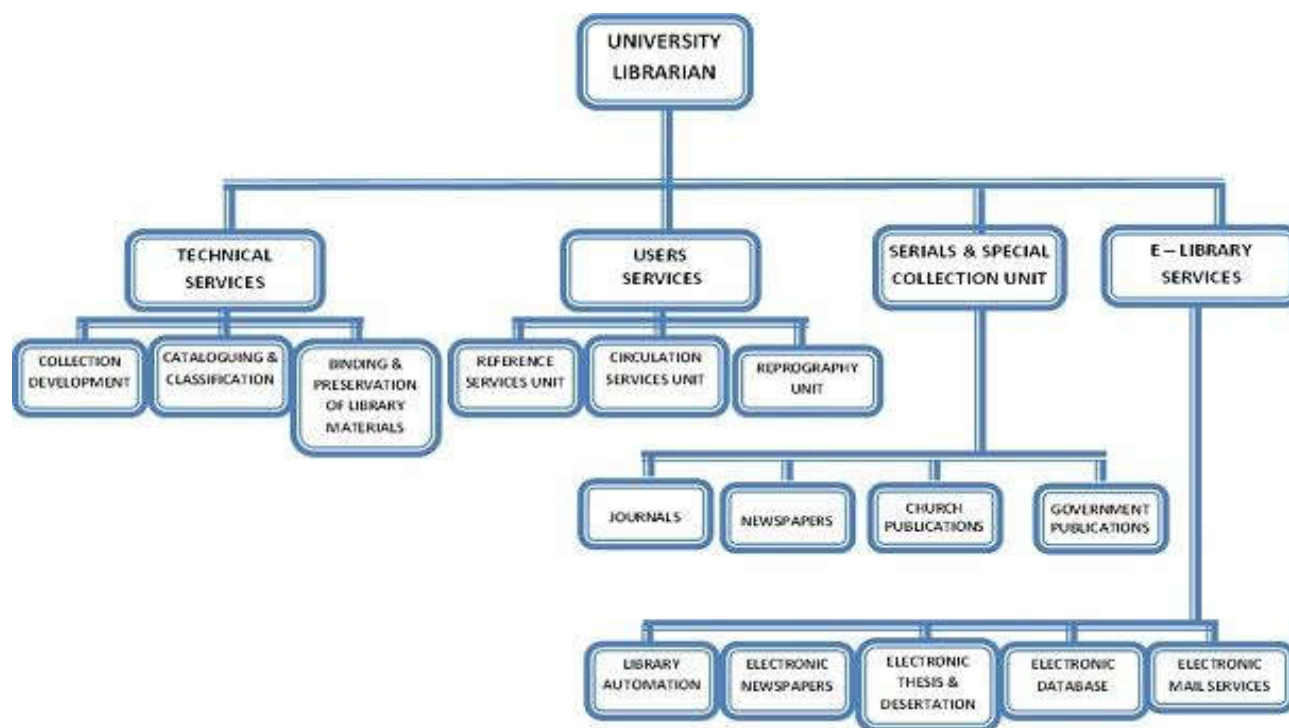 UNIVERSITY
LIBRARIAN
TECHNICAL
SERVICES
USERS
SERVICES
SERIALS & SPECIAL
COLLECTION UNIT
E – LIBRARY
SERVICES
COLLECTION
DEVELOPMENT
CATALOGUING &
CLASSIFICATION
BINDING &
PRESERVATION
OF LIBRARY
MATERIALS
REFERENCE
SERVICES UNIT
CIRCULATION
SERVICES UNIT
REPROGRAPHY
UNIT
JOURNALS
NEWSPAPERS
CHURCH
PUBLICATIONS
GOVERNMENT
PUBLICATIONS
LIBRARY
AUTOMATION
ELECTRONIC
NEWSPAPERS
ELECTRONIC
THESIS &
DESERTATION
ELECTRONIC
DATABASE
ELECTRONIC
MAIL SERVICES